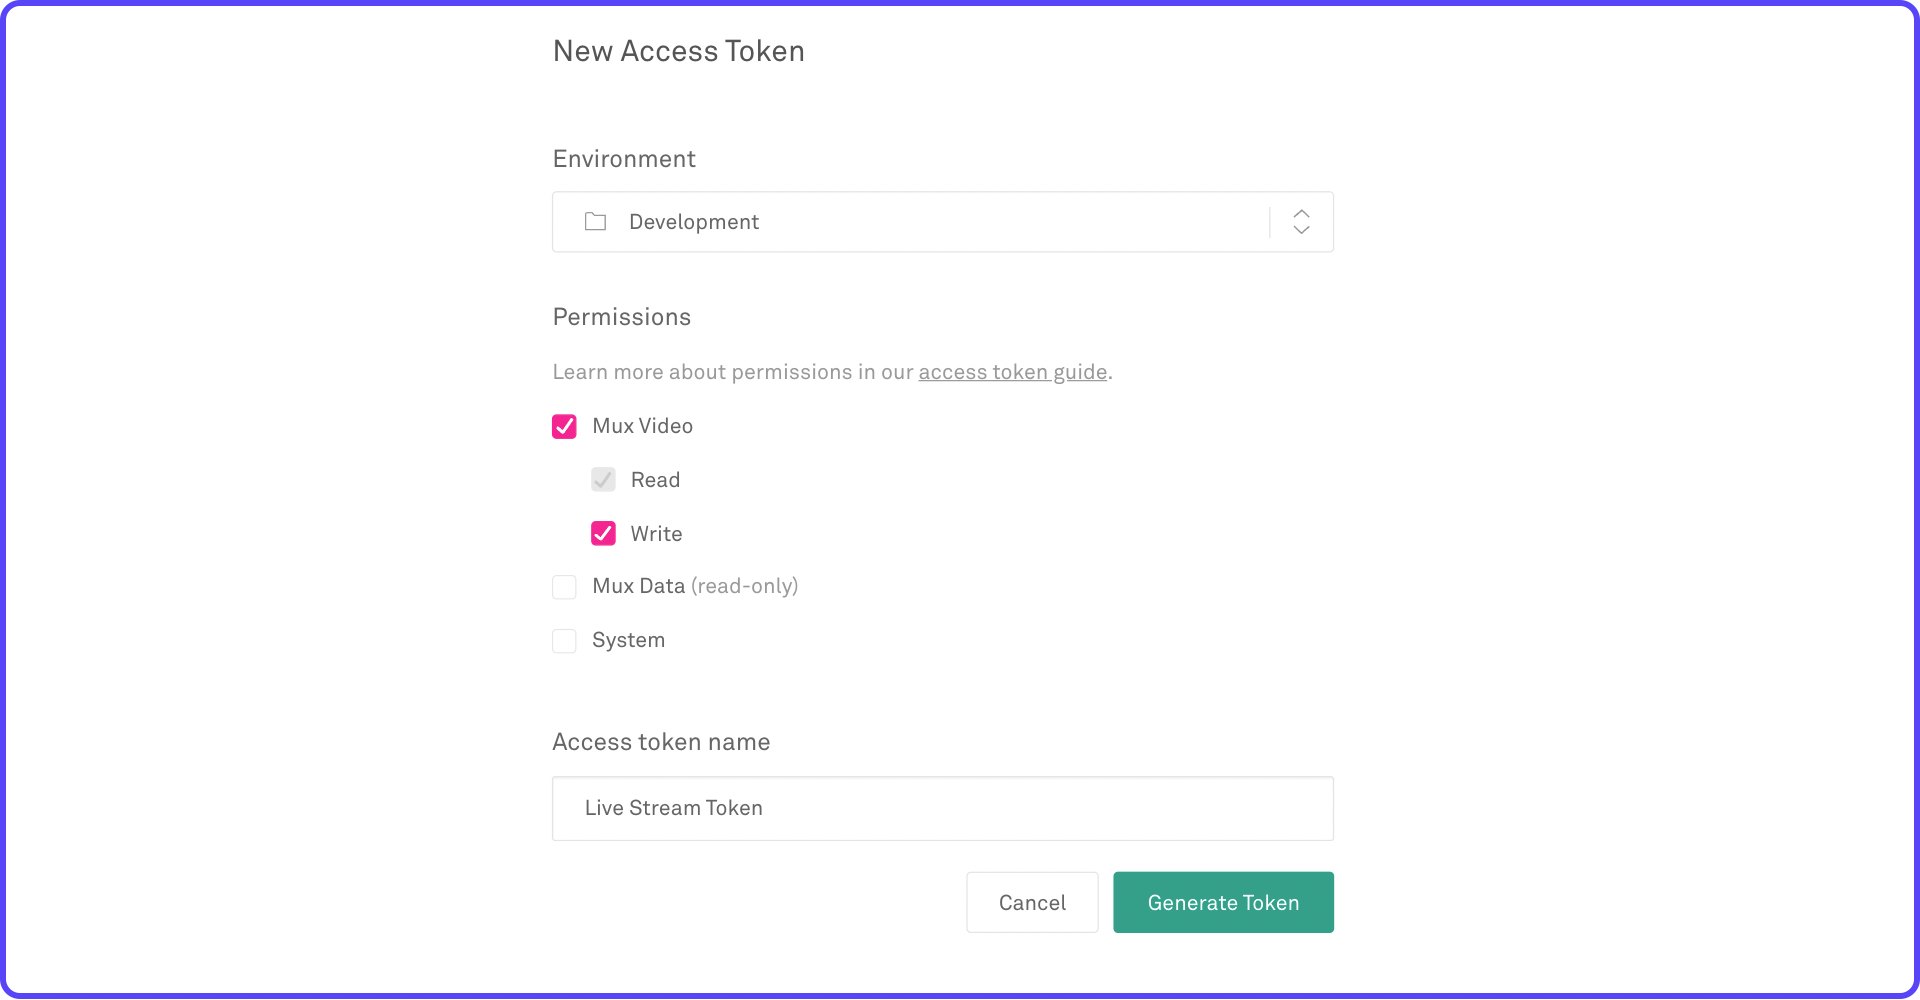 New Access Token
Environment
Development
Permissions
Learn more about permissions in our access token guide.
Mux Video
Read
Write
Mux Data (read-only)
System
Access token name
Live Stream Token
Cancel
Generate Token